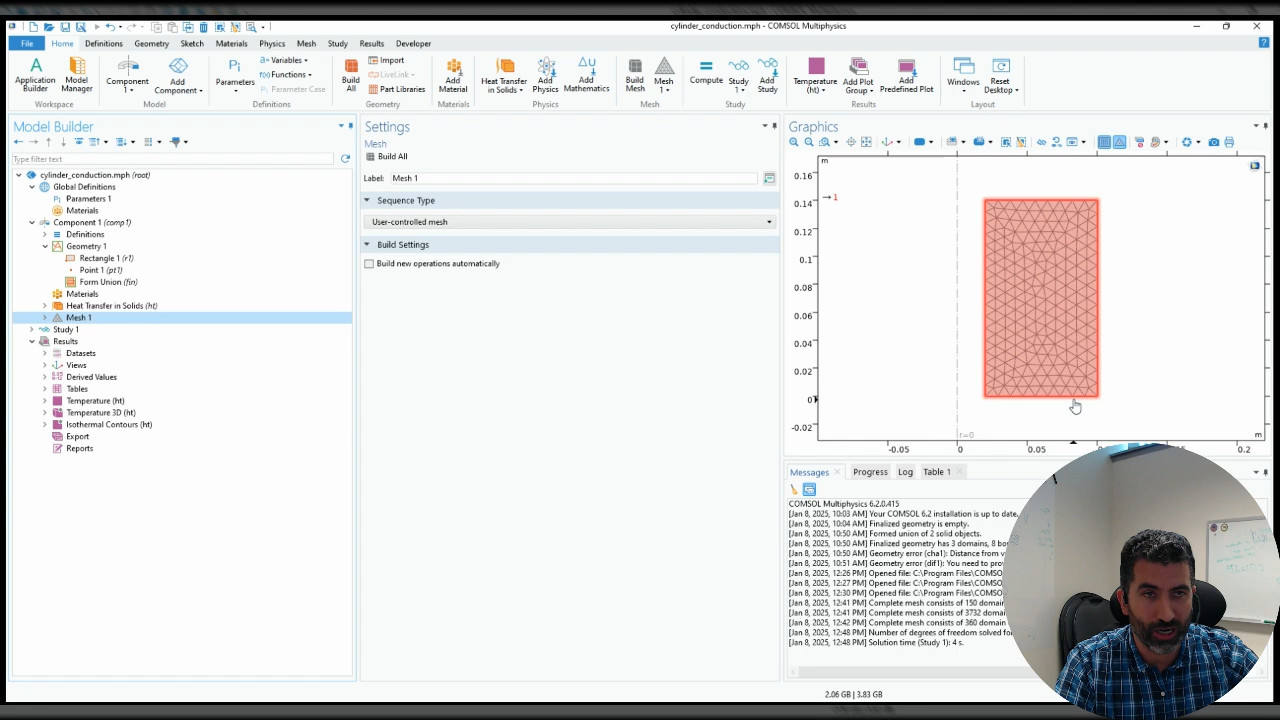 cylinder_conduction.mph - COMSOL Multiphysics
File Home Definitions Geometry Sketch Materials Physics Mesh Study Results Developer
Application Builder
Model Manager
Workspace
Component 1
Add Component
Model
Parameters
Variables
Functions
Parameter Case
Definitions
Build All
Import
LiveLink
Part Libraries
Geometry
Add Material
Materials
Heat Transfer in Solids
Add Physics
Add Mathematics
Physics
Build Mesh
Mesh 1
Mesh
Compute
Study 1
Add Study
Study
Temperature (ht)
Add Plot Group
Add Predefined Plot
Results
Windows
Reset Desktop
Layout
Model Builder
Type filter text
cylinder_conduction.mph (root)
Global Definitions
Parameters 1
Materials
Component 1 (comp1)
Definitions
Geometry 1
Rectangle 1 (r1)
Point 1 (pt1)
Form Union (fin)
Materials
Heat Transfer in Solids (ht)
Mesh 1
Study 1
Results
Datasets
Views
Derived Values
Tables
Temperature (ht)
Temperature 3D (ht)
Isothermal Contours (ht)
Export
Reports
Settings
Mesh
Build All
Label: Mesh 1
Sequence Type
User-controlled mesh
Build Settings
Build new operations automatically
Graphics
m
0.16
0.14
0.12
0.1
0.08
0.06
0.04
0.02
0
-0.02
1
r=0
m
-0.05 0 0.05 0.2
Messages Progress Log Table 1
COMSOL Multiphysics 6.2.0.415
[Jan 8, 2025, 10:03 AM] Your COMSOL 6.2 installation is up to date.
[Jan 8, 2025, 10:04 AM] Finalized geometry is empty.
[Jan 8, 2025, 10:50 AM] Formed union of 2 solid objects.
[Jan 8, 2025, 10:50 AM] Finalized geometry has 3 domains, 8 bo
[Jan 8, 2025, 10:50 AM] Geometry error (cha1): Distance from v
[Jan 8, 2025, 10:51 AM] Geometry error (dif1): You need to pro
[Jan 8, 2025, 12:26 PM] Opened file: C:\Program Files\COMSO
[Jan 8, 2025, 12:27 PM] Opened file: C:\Program Files\COMSO
[Jan 8, 2025, 12:30 PM] Opened file: C:\Program Files\COMSO
[Jan 8, 2025, 12:41 PM] Complete mesh consists of 150 domain
[Jan 8, 2025, 12:41 PM] Complete mesh consists of 3732 domai
[Jan 8, 2025, 12:42 PM] Complete mesh consists of 360 domain
[Jan 8, 2025, 12:48 PM] Number of degrees of freedom solved fo
[Jan 8, 2025, 12:48 PM] Solution time (Study 1): 4 s.
2.06 GB | 3.83 GB